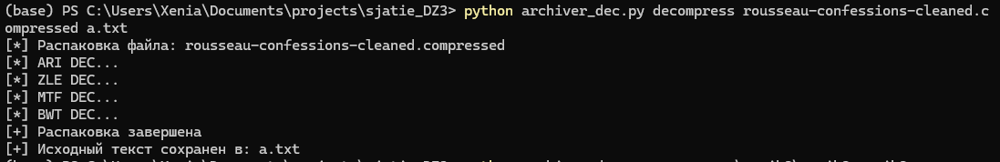 (base) PS C:\Users\Xenia\Documents\projects\sjatie_DZ3> python archiver_dec.py decompress rousseau-confessions-cleaned.c
ompressed a.txt
[*] Распаковка файла: rousseau-confessions-cleaned.compressed
[*] ARI DEC...
[*] ZLE DEC...
[*] MTF DEC...
[*] BWT DEC...
[+] Распаковка завершена
[+] Исходный текст сохранен в: a.txt